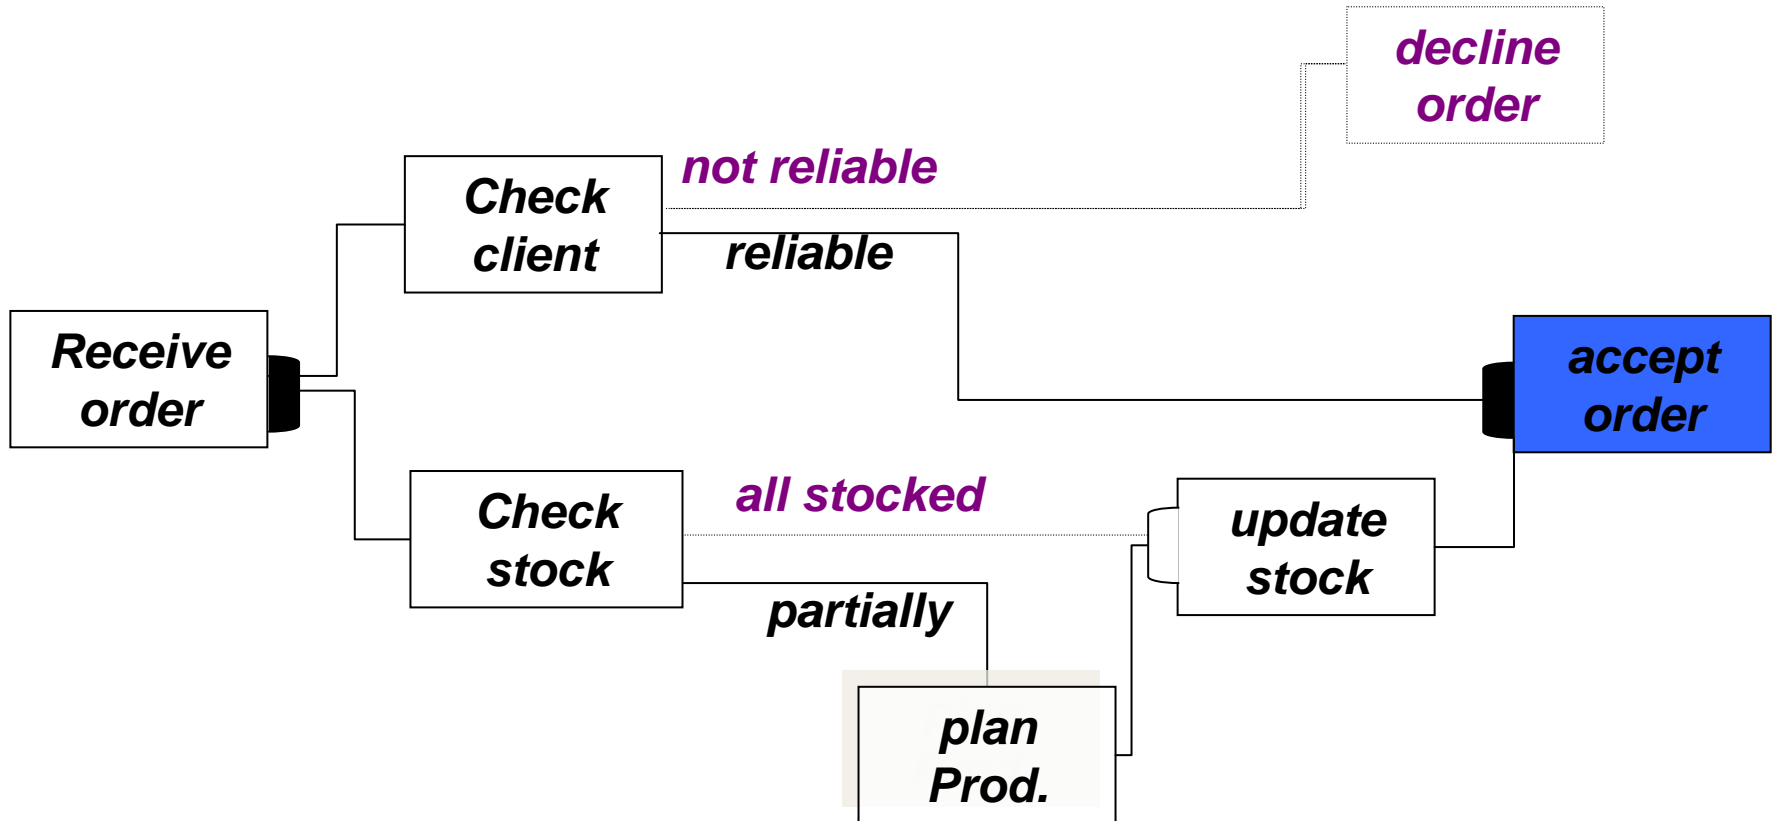 decline
order
not reliable
Check
client
reliable
Receive
order
accept
order
all stocked
Check
stock
update
stock
partially
plan
Prod.